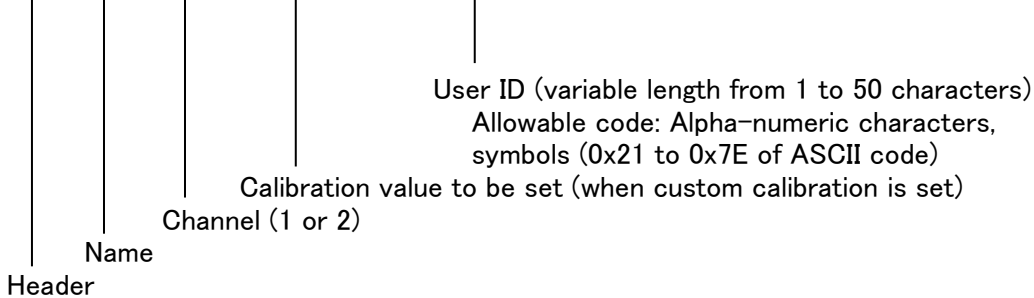 User ID (variable length from 1 to 50 characters)
Allowable code: Alpha-numeric characters,
symbols (0x21 to 0x7E of ASCII code)
Calibration value to be set (when custom calibration is set)
Channel (1 or 2)
Name
Header